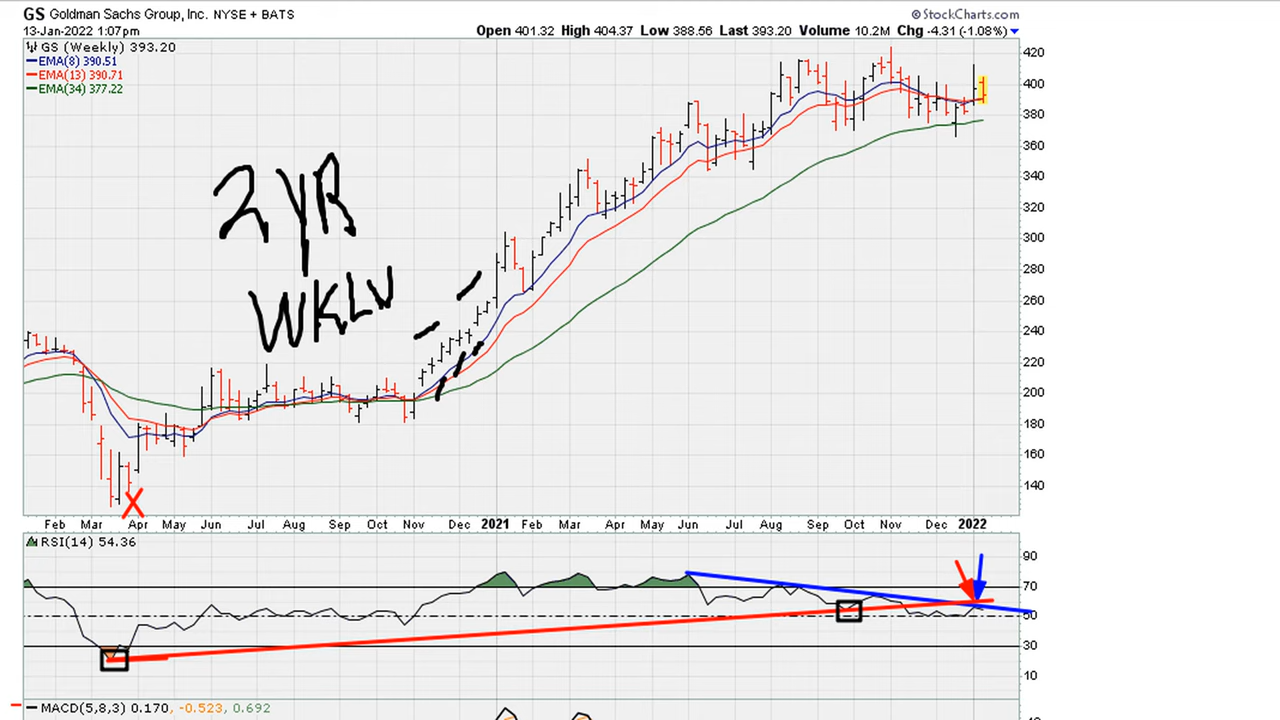 GS Goldman Sachs Group, Inc. NYSE + BATS
© StockCharts.com
13-Jan-2022 1:07pm
Open 401.32 High 404.37 Low 388.56 Last 393.20 Volume 10.2M Chg -4.31 (-1.08%)
GS (Weekly) 393.20
EMA(8) 390.51
EMA(13) 390.71
EMA(34) 377.22
420
400
380
360
340
320
300
280
260
240
220
200
180
160
140
2 YR
WKLY
Feb Mar Apr May Jun Jul Aug Sep Oct Nov Dec 2021 Feb Mar Apr May Jun Jul Aug Sep Oct Nov Dec 2022
RSI(14) 54.36
90
70
50
30
10
MACD(5,8,3) 0.170, -0.523, 0.692